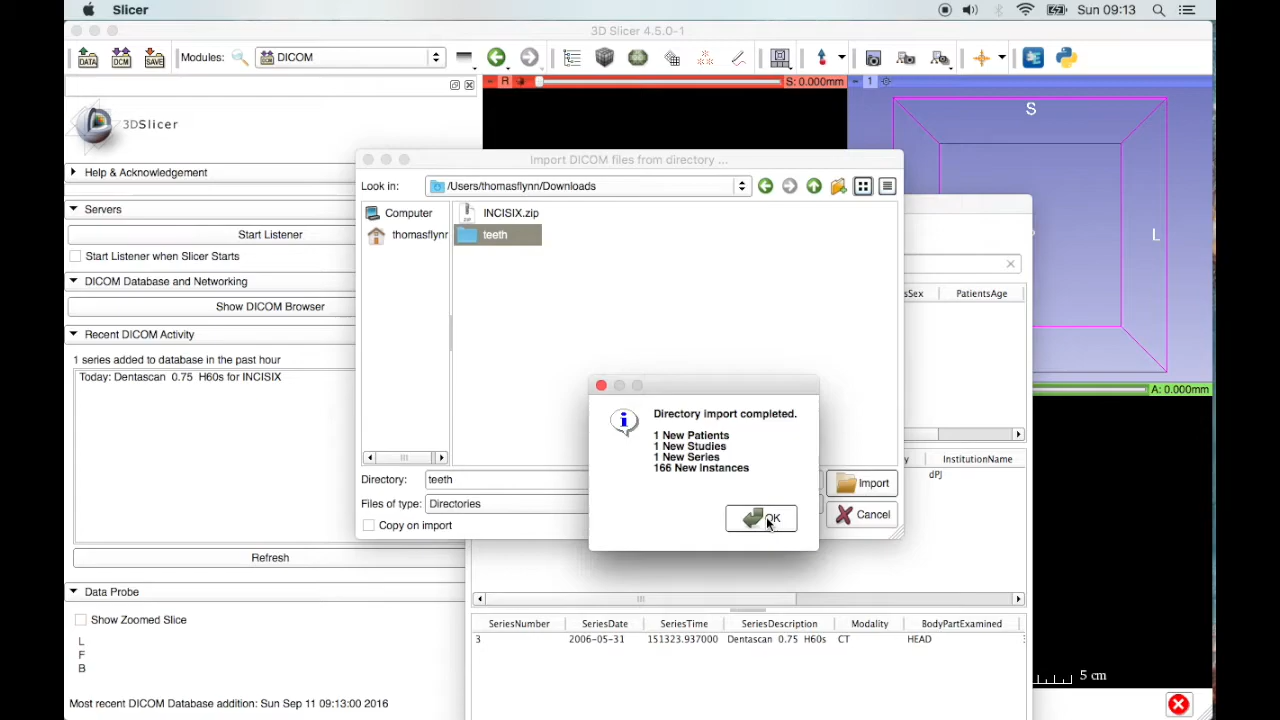 Slicer
Sun 09:13
3D Slicer 4.5.0-1
DATA
DCM
SAVE
Modules:
DICOM
R
S: 0.000mm
1
3DSlicer
S
Import DICOM files from directory ...
Help & Acknowledgement
Look in:
/Users/thomasflynn/Downloads
Servers
Computer
INCISIX.zip
Start Listener
thomasflynr
teeth
L
Start Listener when Slicer Starts
DICOM Database and Networking
sSex
PatientsAge
Show DICOM Browser
Recent DICOM Activity
1 series added to database in the past hour
Today: Dentascan 0.75 H60s for INCISIX
A: 0.000mm
Directory import completed.
1 New Patients
1 New Studies
1 New Series
166 New Instances
y
InstitutionName
dPJ
Directory:
teeth
Import
Files of type:
Directories
OK
Cancel
Copy on import
Refresh
Data Probe
Show Zoomed Slice
SeriesNumber
SeriesDate
SeriesTime
SeriesDescription
Modality
BodyPartExamined
3
2006-05-31
151323.937000
Dentascan 0.75 H60s
CT
HEAD
L
F
B
5 cm
Most recent DICOM Database addition: Sun Sep 11 09:13:00 2016